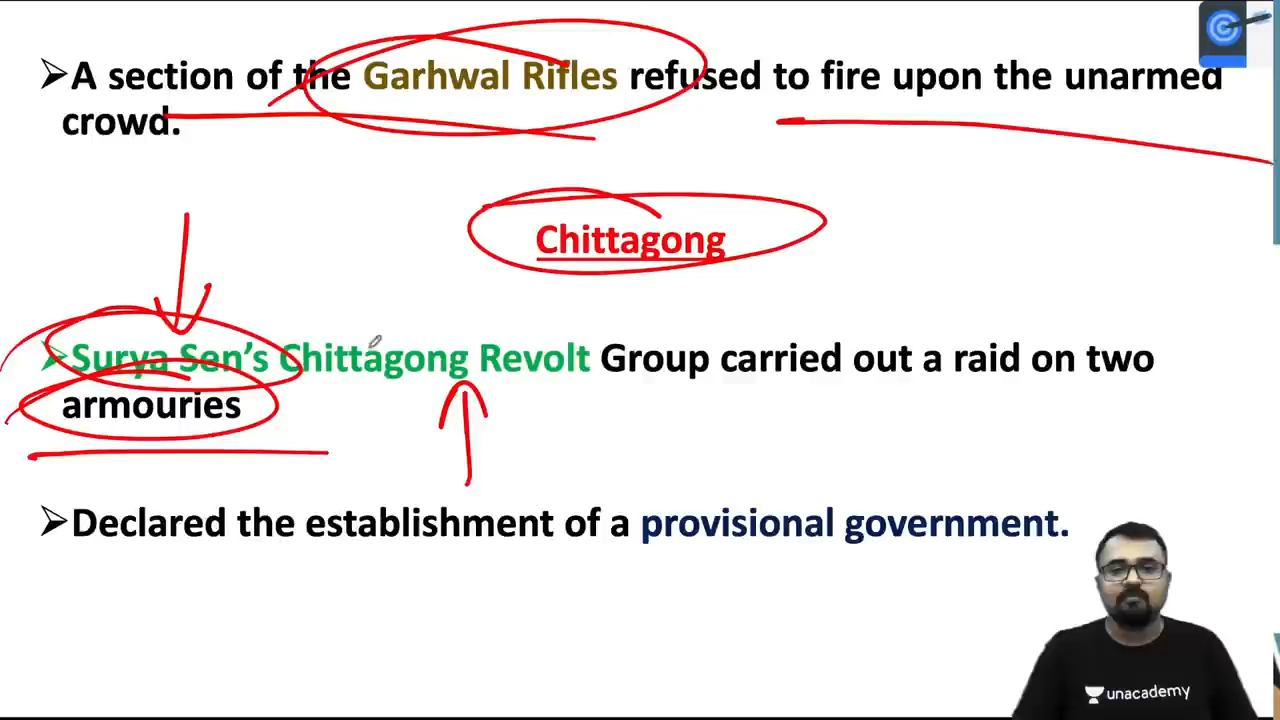 ➤A section of the Garhwal Rifles refused to fire upon the unarmed
crowd.
Chittagong
➤Surya Sen's Chittagong Revolt Group carried out a raid on two
armouries
➤Declared the establishment of a provisional government.
unacademy